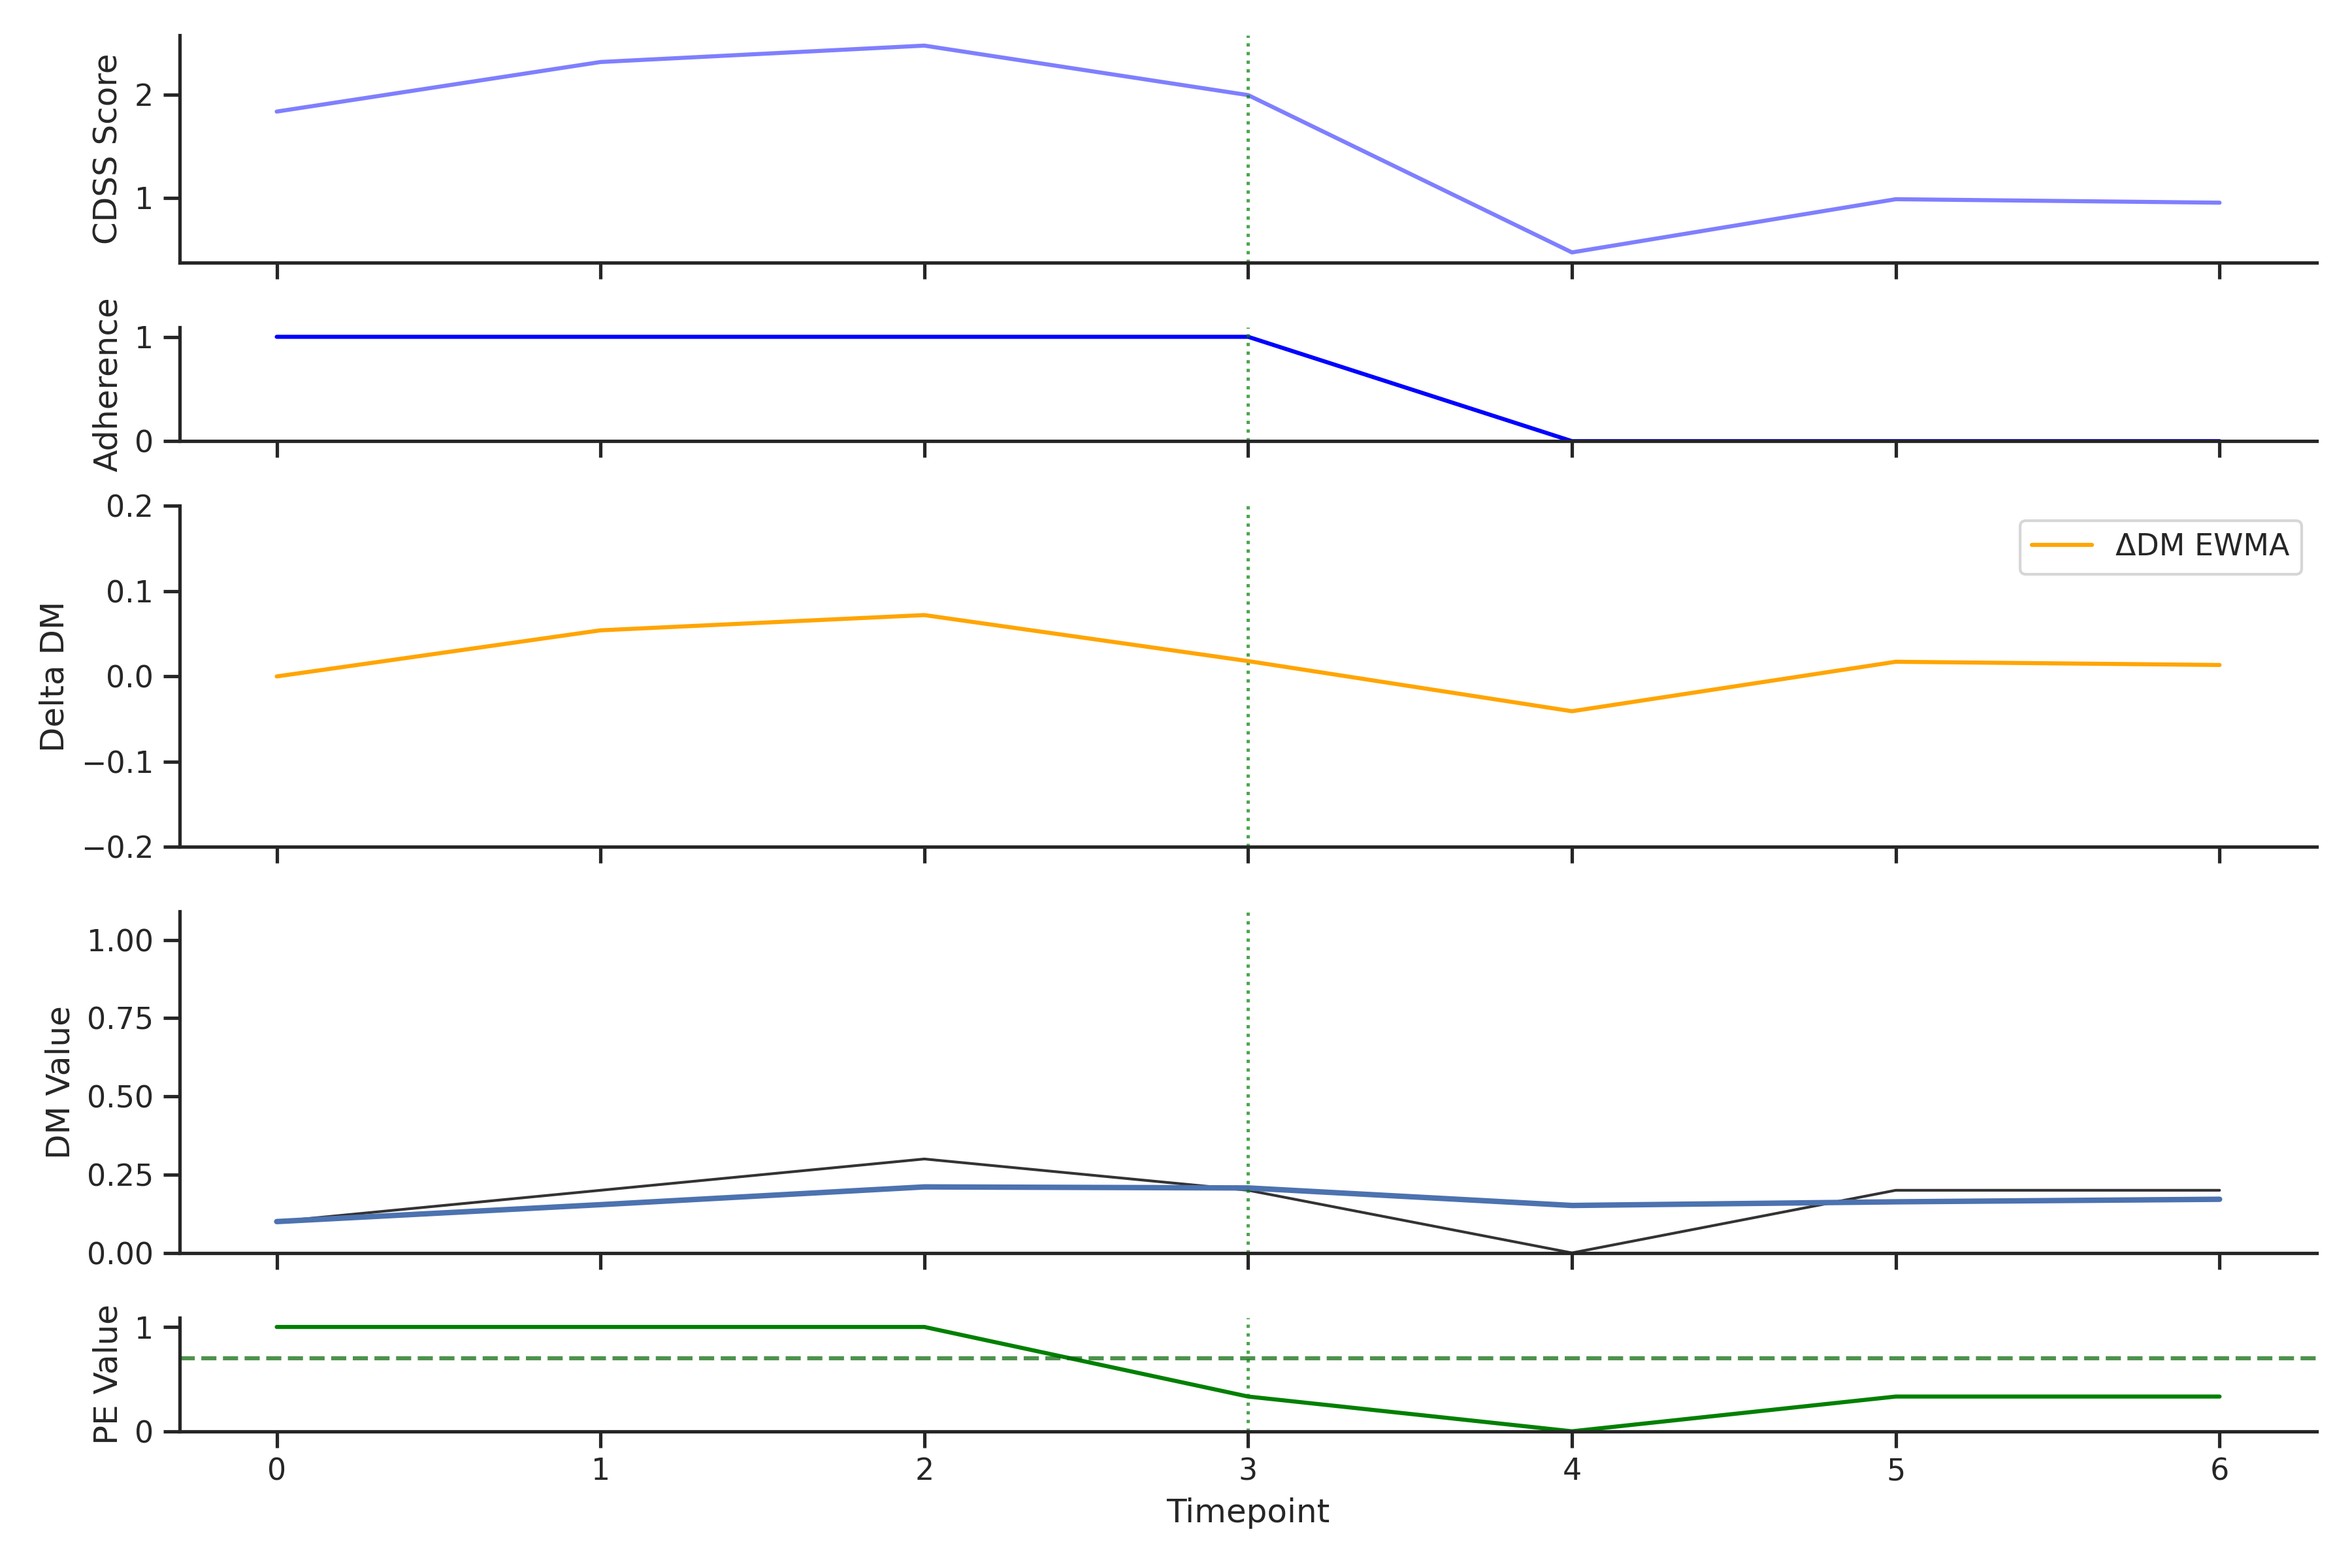 CDSS Score
2
1
Adherence
1
0
Delta DM
0.2
0.1
0.0
−0.1
−0.2
ΔDM EWMA
DM Value
1.00
0.75
0.50
0.25
0.00
PE Value
1
0
0 1 2 3 4 5 6
Timepoint